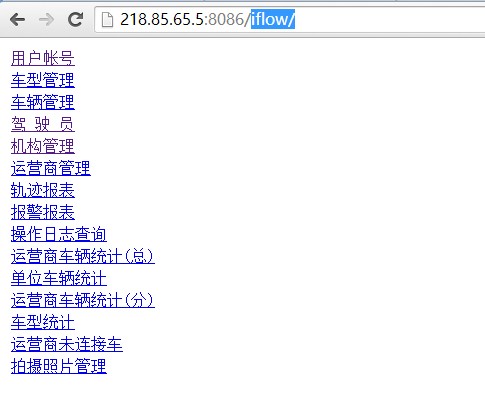 218.85.65.5:8086/iflow/
用户帐号
车型管理
车辆管理
驾 驶 员
机构管理
运营商管理
轨迹报表
报警报表
操作日志查询
运营商车辆统计(总)
单位车辆统计
运营商车辆统计(分)
车型统计
运营商未连接车
拍摄照片管理